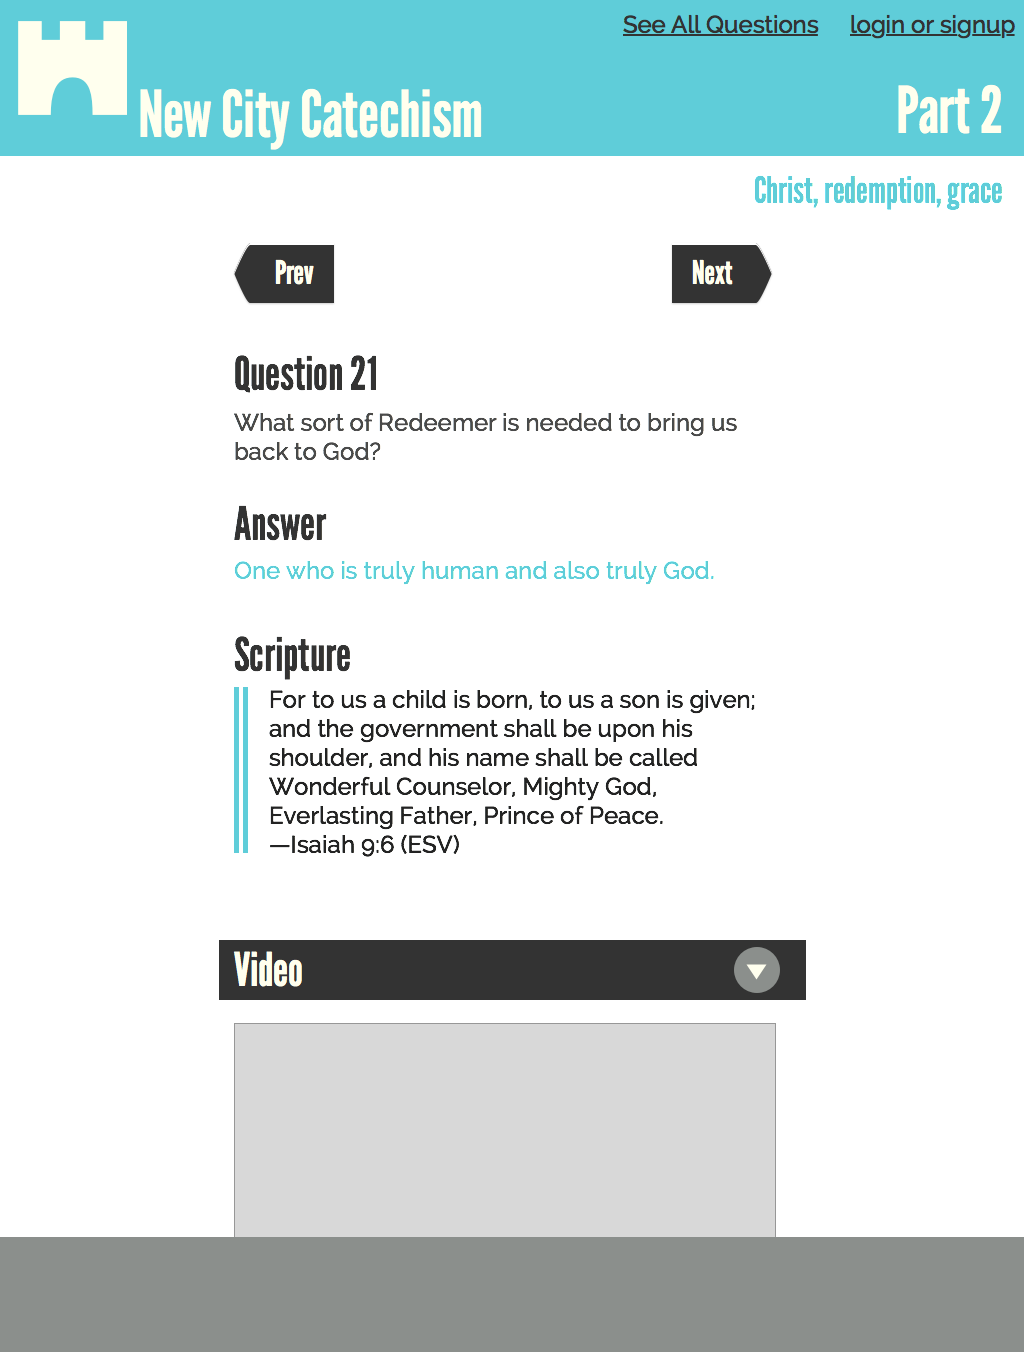 See All Questions login or signup
New City Catechism
Part 2
Christ, redemption, grace
Prev Next
Question 21
What sort of Redeemer is needed to bring us
back to God?
Answer
One who is truly human and also truly God.
Scripture
For to us a child is born, to us a son is given;
and the government shall be upon his
shoulder, and his name shall be called
Wonderful Counselor, Mighty God,
Everlasting Father, Prince of Peace.
—Isaiah 9:6 (ESV)
Video